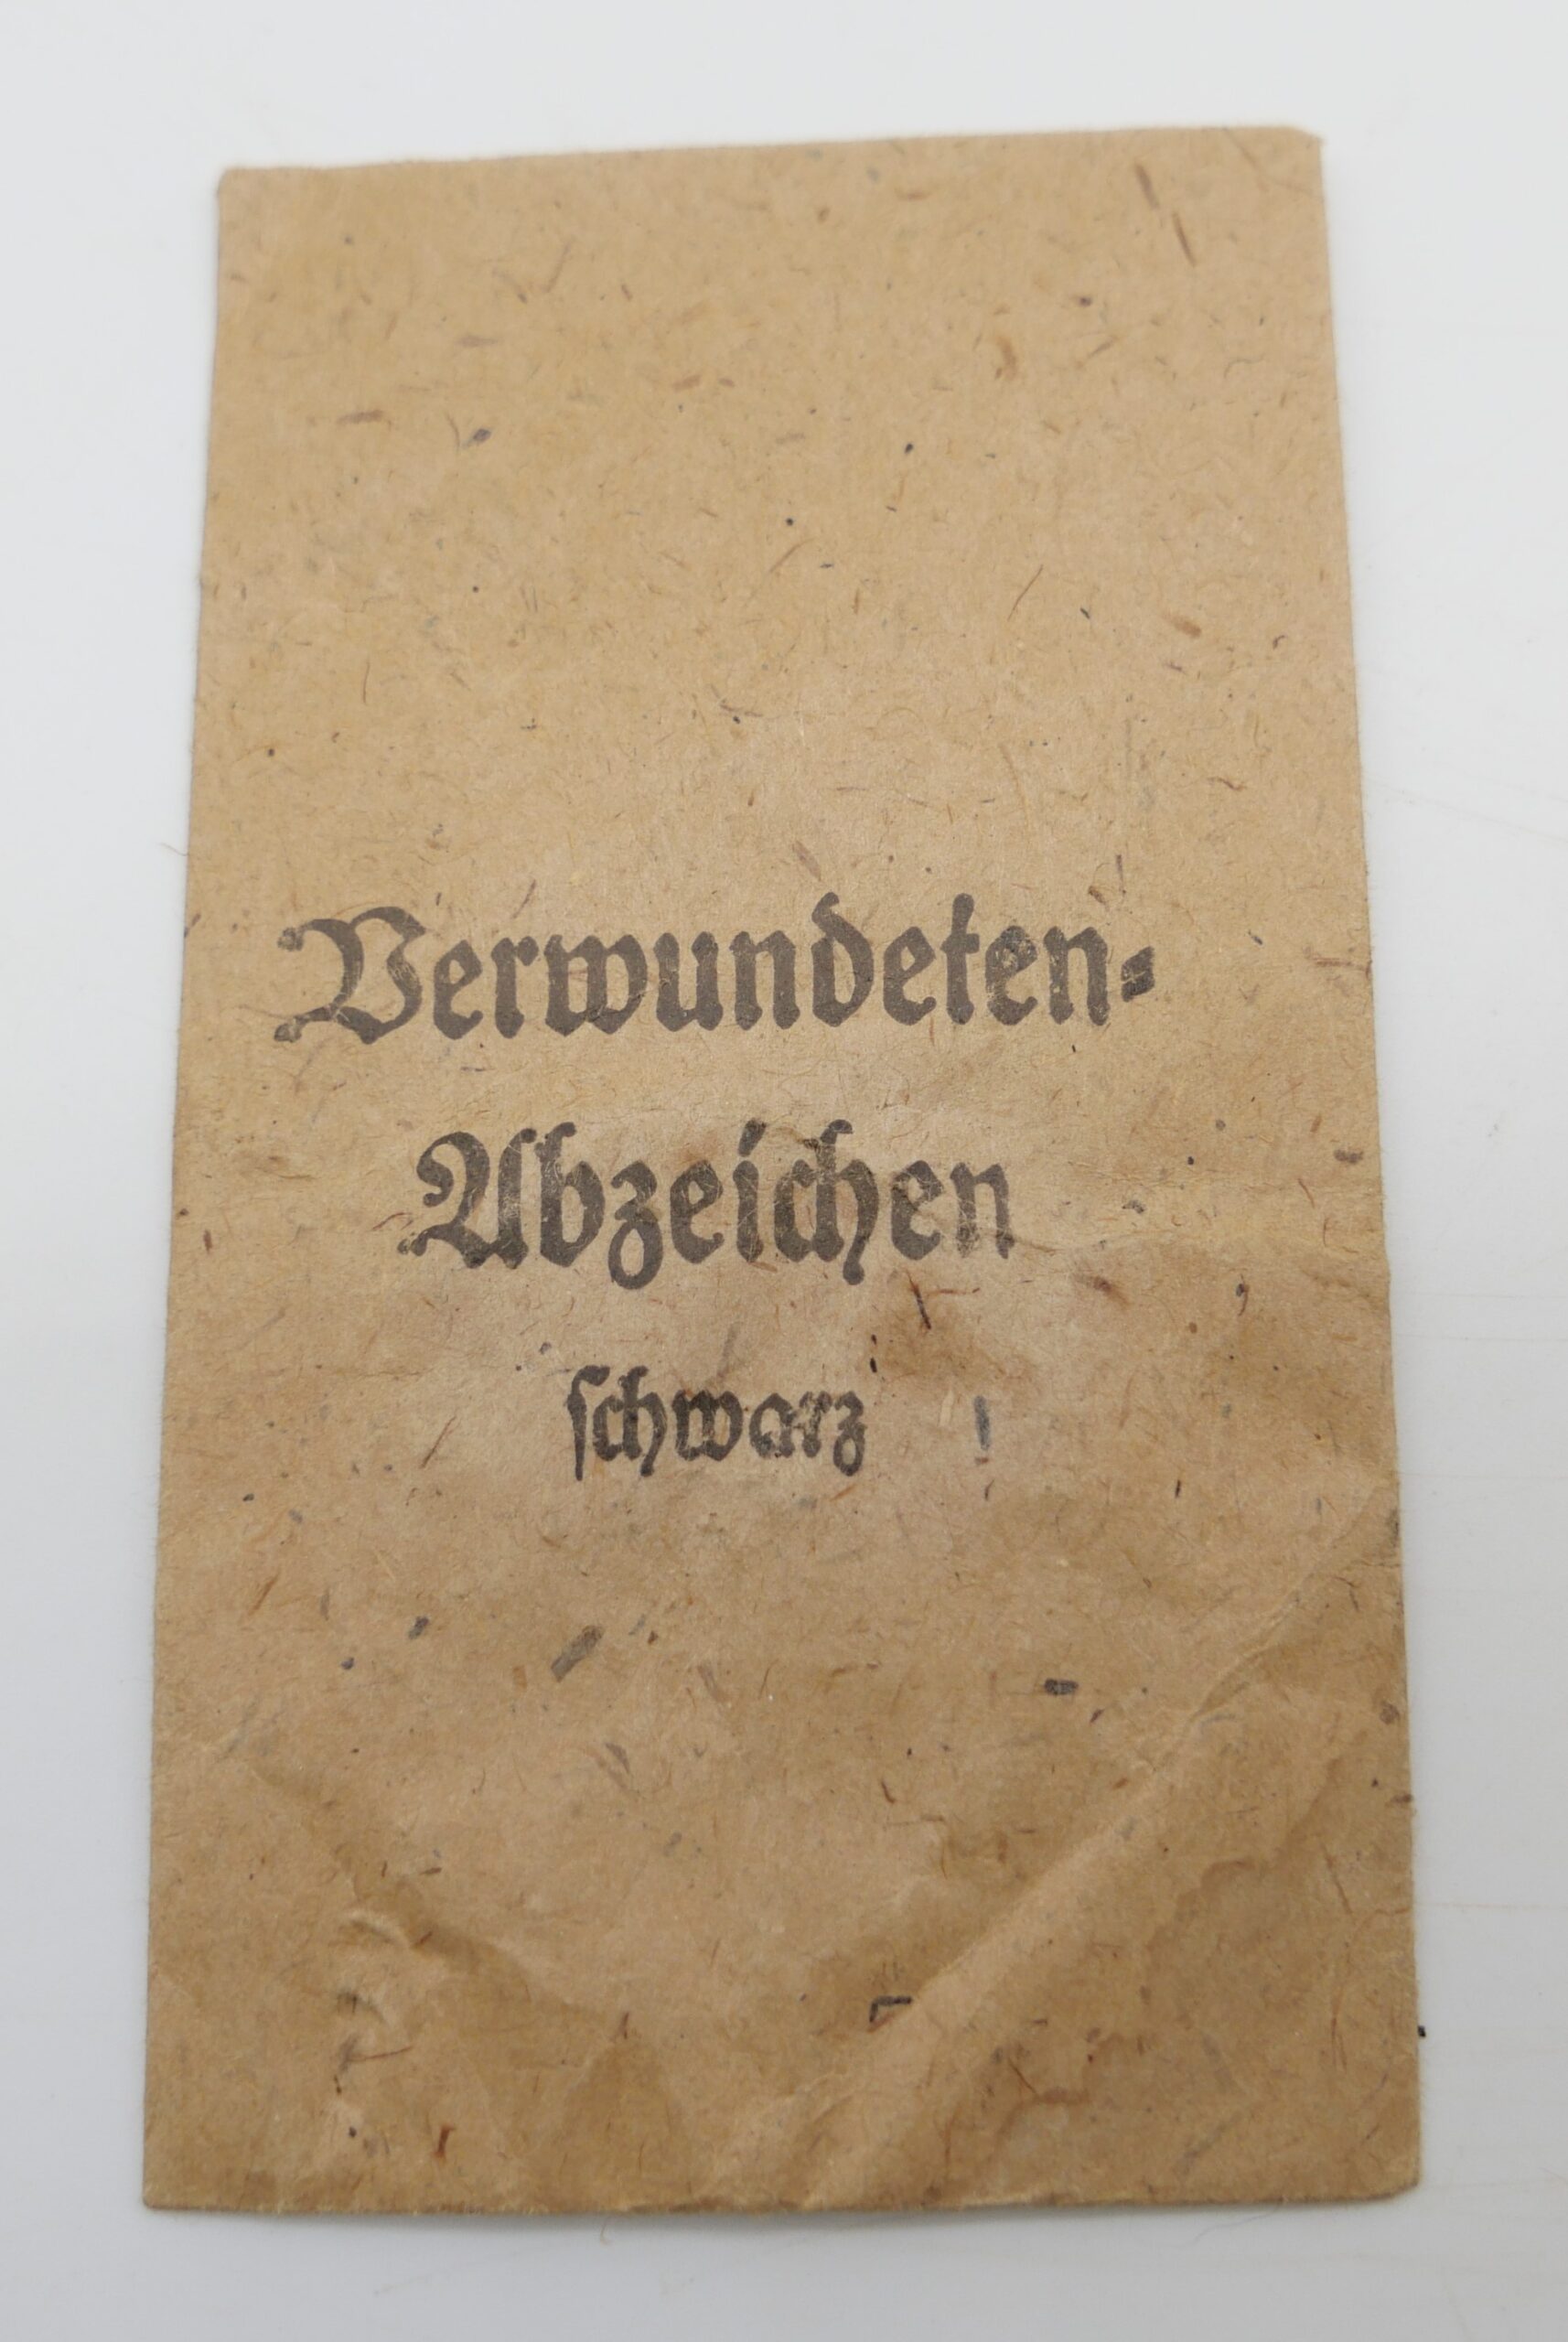 Verwundeten-
Abzeichen
schwarz